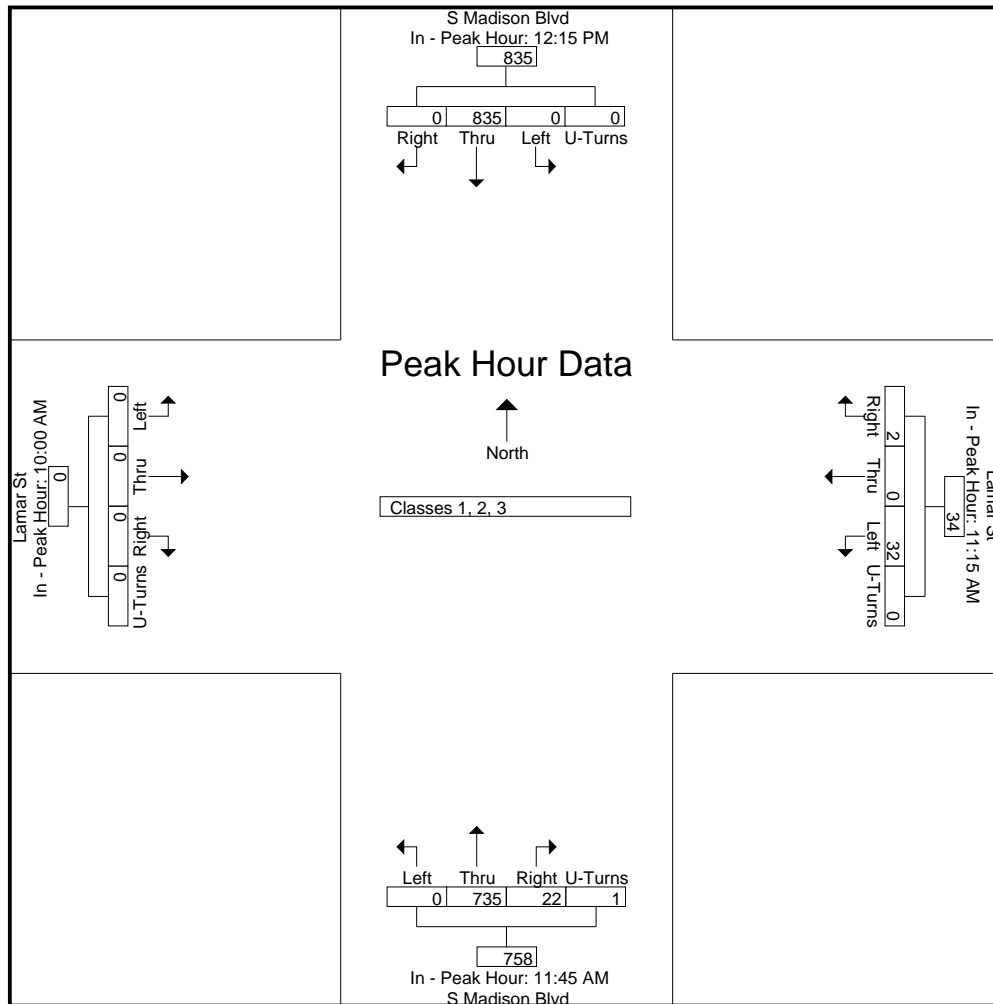 S Madison Blvd
In - Peak Hour: 12:15 PM
835
0 835 0 0
Right Thru Left U-Turns
Peak Hour Data
North
Classes 1, 2, 3
Lamar St
In - Peak Hour: 10:00 AM
0
0 0 0 0
Left Thru Right U-Turns
Lamar St
In - Peak Hour: 11:15 AM
34
2 0 32 0
Right Thru Left U-Turns
Left Thru Right U-Turns
0 735 22 1
758
In - Peak Hour: 11:45 AM
S Madison Blvd